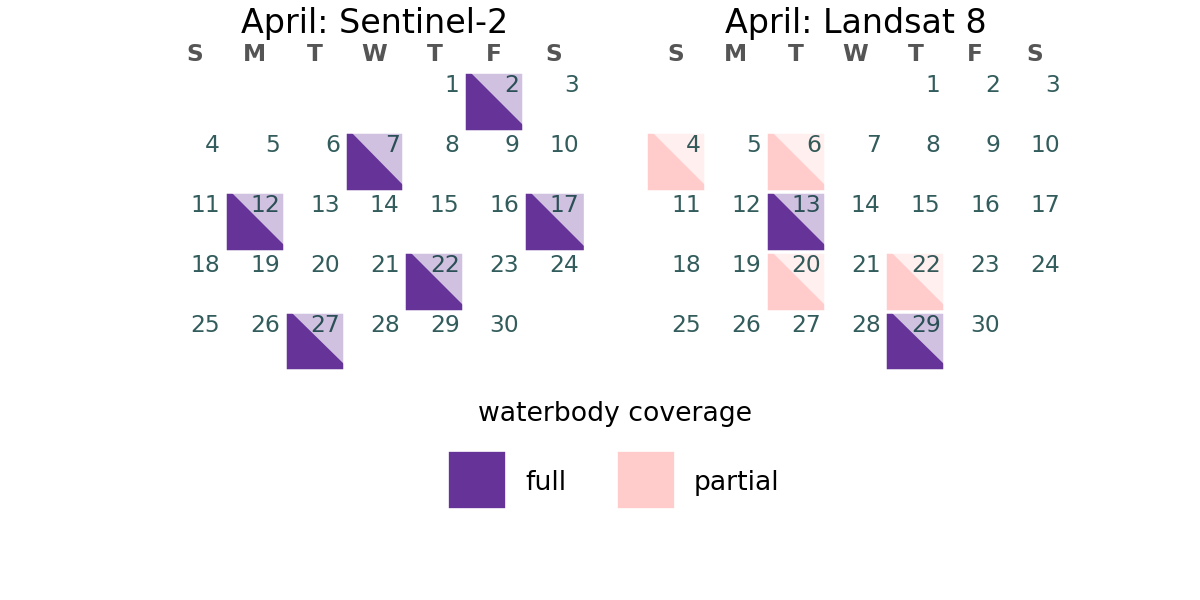 April: Sentinel-2
S M T W T F S
1 2 3
4 5 6 7 8 9 10
11 12 13 14 15 16 17
18 19 20 21 22 23 24
25 26 27 28 29 30
April: Landsat 8
S M T W T F S
1 2 3
4 5 6 7 8 9 10
11 12 13 14 15 16 17
18 19 20 21 22 23 24
25 26 27 28 29 30
waterbody coverage
full
partial